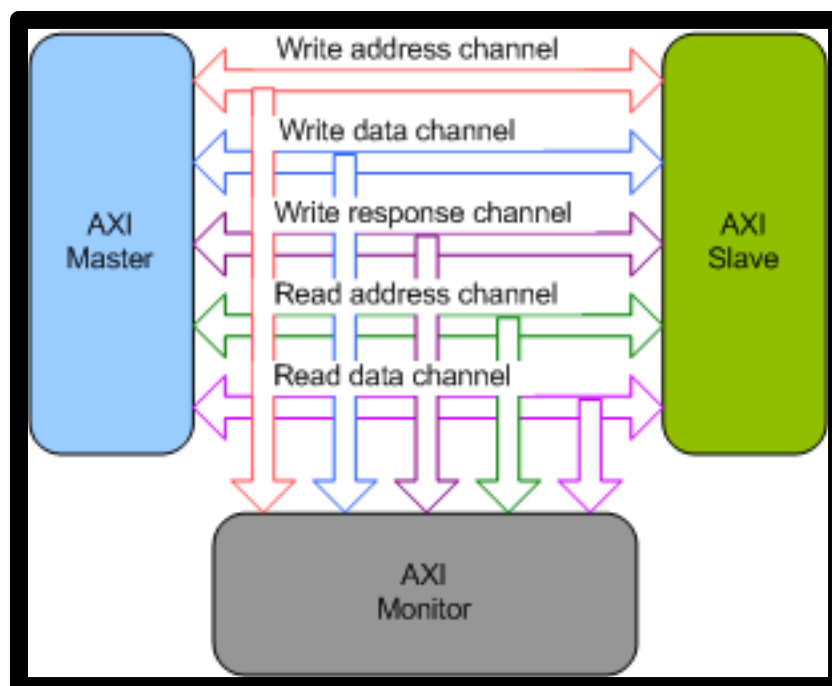 Write address channel
Write data channel
AXI
Master
Write response channel
AXI
Slave
Read address channel
Read data channel
AXI
Monitor